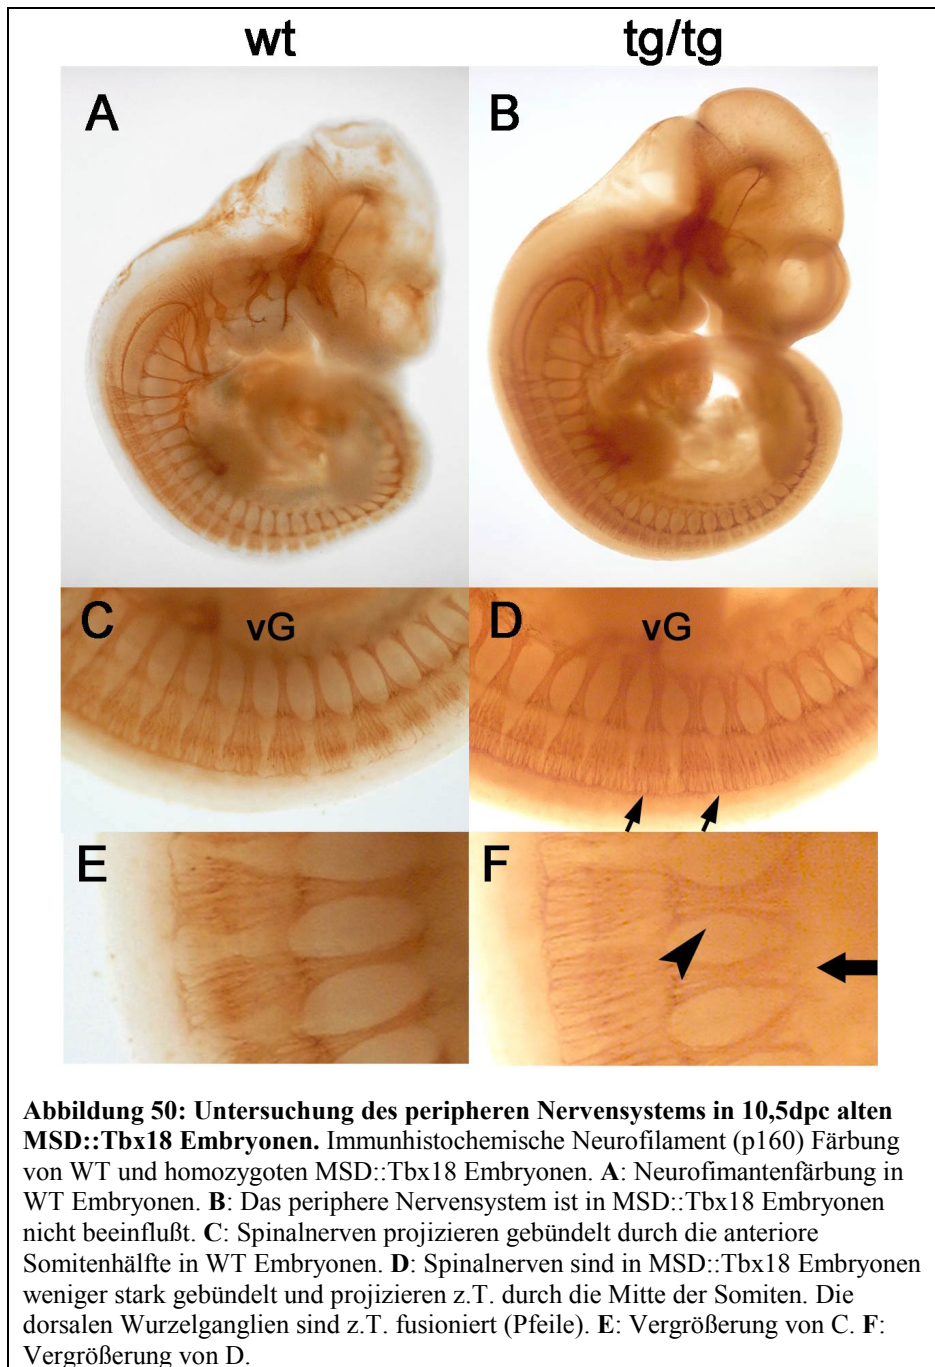 wt tg/tg
A B
C vG D vG
E F
Abbildung 50: Untersuchung des peripheren Nervensystems in 10,5dpc alten
MSD::Tbx18 Embryonen. Immunhistochemische Neurofilament (p160) Färbung
von WT und homozygoten MSD::Tbx18 Embryonen. A: Neurofimantenfärbung in
WT Embryonen. B: Das periphere Nervensystem ist in MSD::Tbx18 Embryonen
nicht beeinflußt. C: Spinalnerven projizieren gebündelt durch die anteriore
Somitenhälfte in WT Embryonen. D: Spinalnerven sind in MSD::Tbx18 Embryonen
weniger stark gebündelt und projizieren z.T. durch die Mitte der Somiten. Die
dorsalen Wurzelganglien sind z.T. fusioniert (Pfeile). E: Vergrößerung von C. F:
Vergrößerung von D.